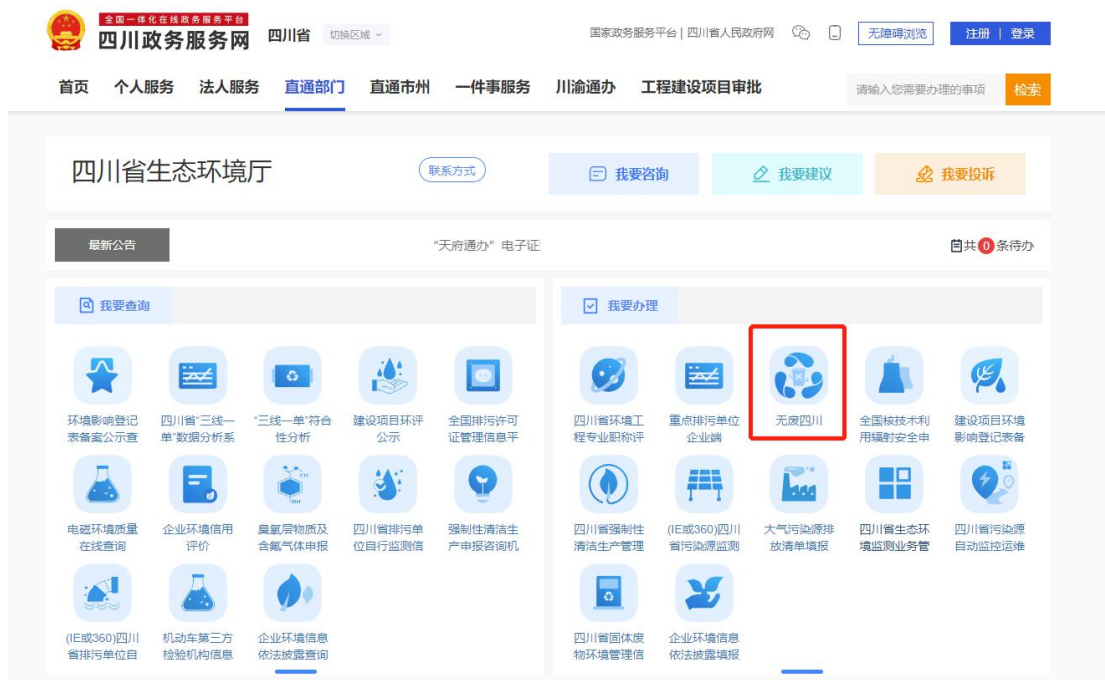 全国一体化在线政务服务平台
四川政务服务网
四川省
切换区域
国家政务服务平台 | 四川省人民政府网
无障碍浏览
注册 | 登录
首页 个人服务 法人服务 直通部门 直通市州 一件事服务 川渝通办 工程建设项目审批
请输入您需要办理的事项
检索
四川省生态环境厅
联系方式
我要咨询
我要建议
我要投诉
最新公告
“天府通办”电子证
共0条待办
我要查询
环境影响登记
表备案公示查
四川省“三线一
单”数据分析系
“三线一单”符合
性分析
建设项目环评
公示
全国排污许可
证管理信息平
电磁环境质量
在线查询
企业环境信用
评价
臭氧层物质及
含氟气体申报
四川省排污单
位自行监测信
强制性清洁生
产申报咨询机
(IE或360)四川
省排污单位自
机动车第三方
检验机构信息
企业环境信息
依法披露查询
我要办理
四川省环境工
程专业职称评
重点排污单位
企业端
无废四川
全国核技术利
用辐射安全申
建设项目环境
影响登记表备
四川省强制性
清洁生产管理
(IE或360)四川
省污染源监测
大气污染源排
放清单填报
四川省生态环
境监测业务管
四川省污染源
自动监控运维
四川省固体废
物环境管理信
企业环境信息
依法披露填报